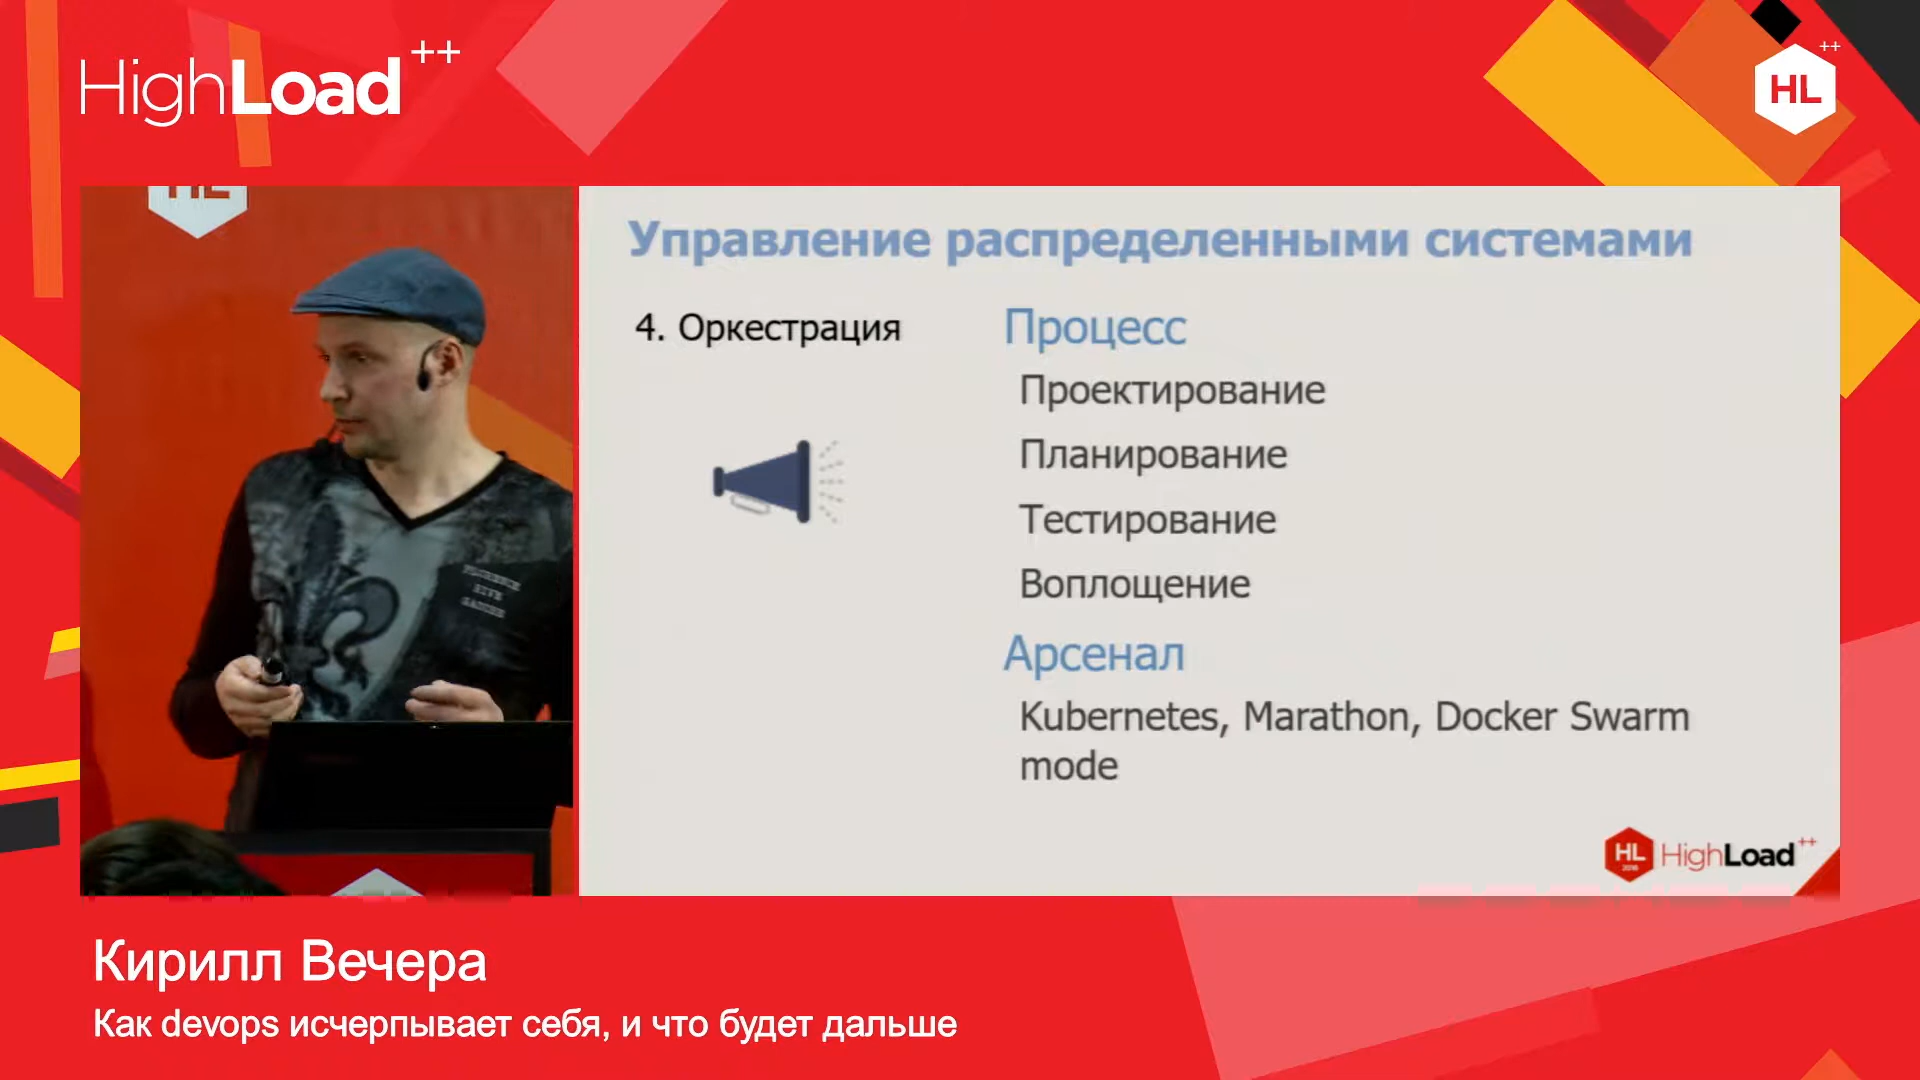 HighLoad++
HL++
Управление распределенными системами
4. Оркестрация
Процесс
Проектирование
Планирование
Тестирование
Воплощение
Арсенал
Kubernetes, Marathon, Docker Swarm
mode
HL
HighLoad++
Кирилл Вечера
Как devops исчерпывает себя, и что будет дальше